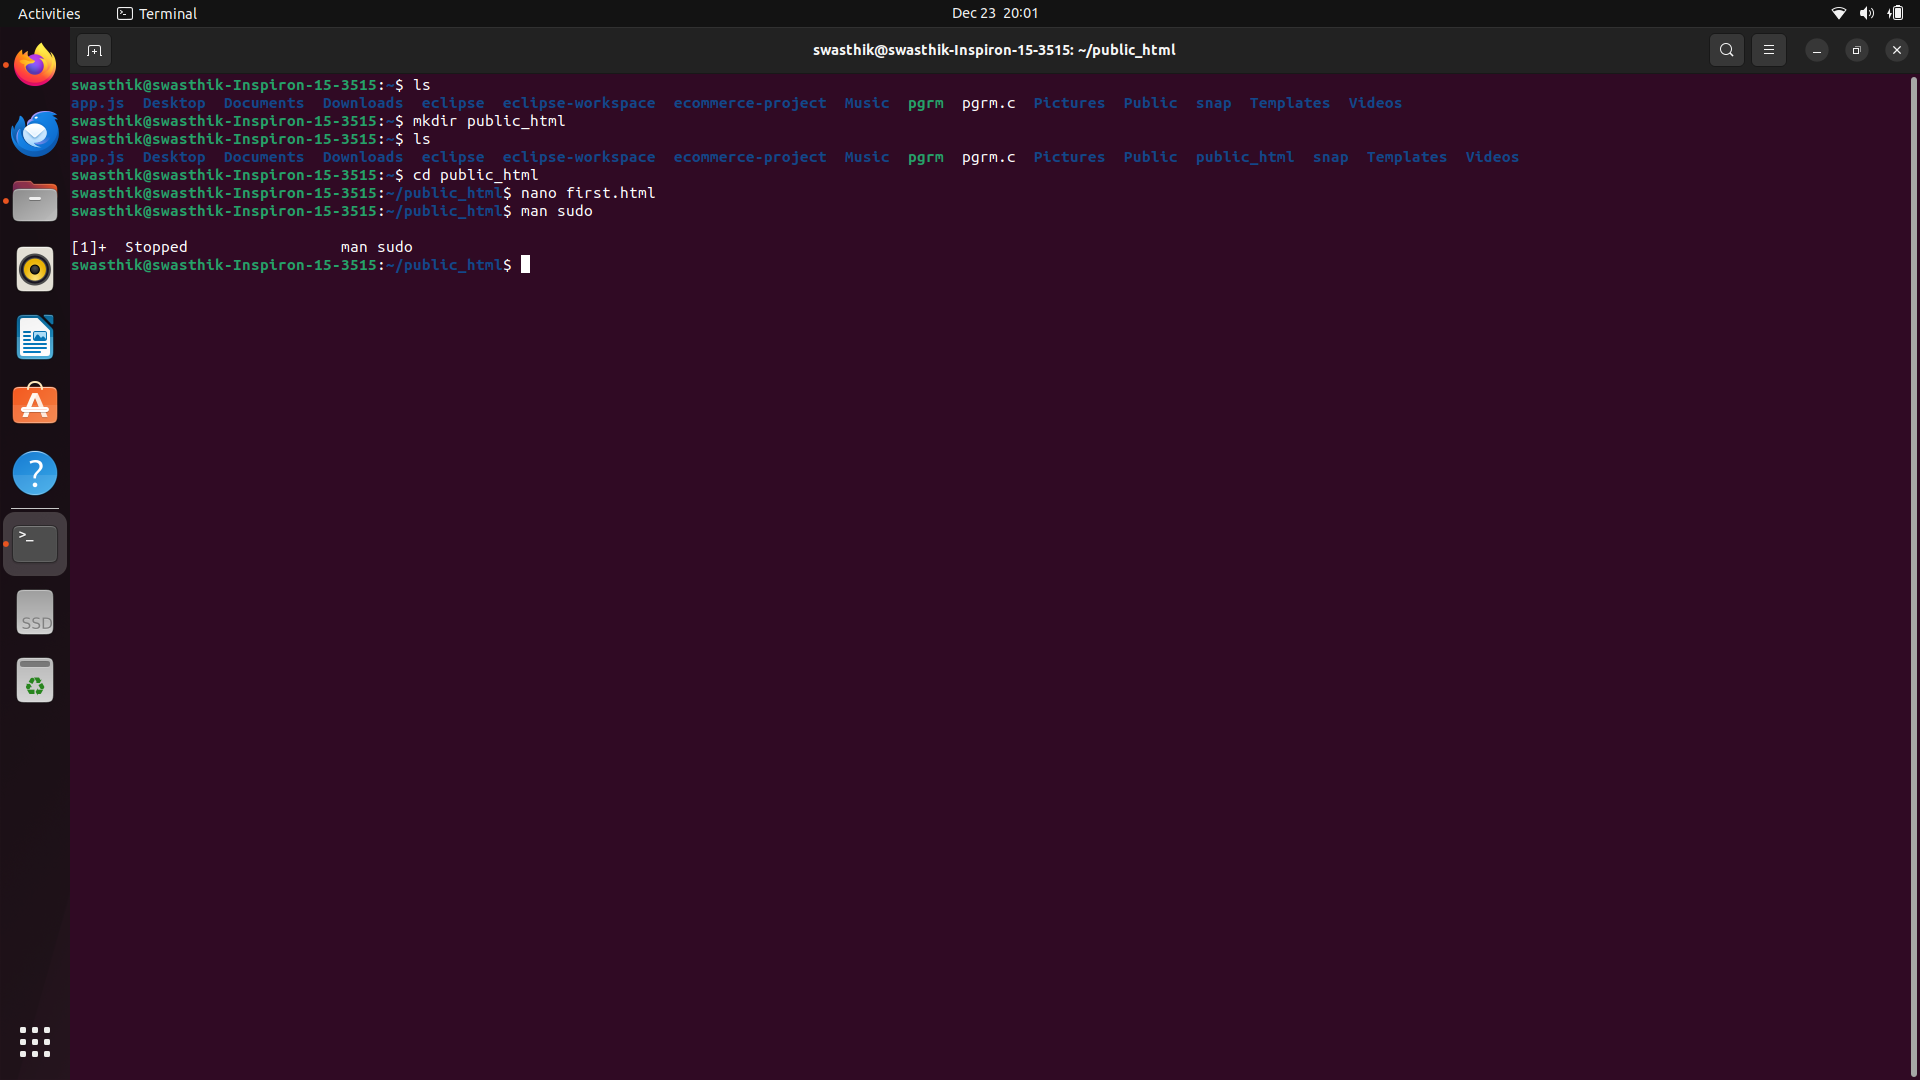 Activities Terminal Dec 23 20:01
swasthik@swasthik-Inspiron-15-3515: ~/public_html
swasthik@swasthik-Inspiron-15-3515:~$ ls
app.js Desktop Documents Downloads eclipse eclipse-workspace ecommerce-project Music pgrm pgrm.c Pictures Public snap Templates Videos
swasthik@swasthik-Inspiron-15-3515:~$ mkdir public_html
swasthik@swasthik-Inspiron-15-3515:~$ ls
app.js Desktop Documents Downloads eclipse eclipse-workspace ecommerce-project Music pgrm pgrm.c Pictures Public public_html snap Templates Videos
swasthik@swasthik-Inspiron-15-3515:~$ cd public_html
swasthik@swasthik-Inspiron-15-3515:~/public_html$ nano first.html
swasthik@swasthik-Inspiron-15-3515:~/public_html$ man sudo
[1]+ Stopped man sudo
swasthik@swasthik-Inspiron-15-3515:~/public_html$
?
>_
SSD